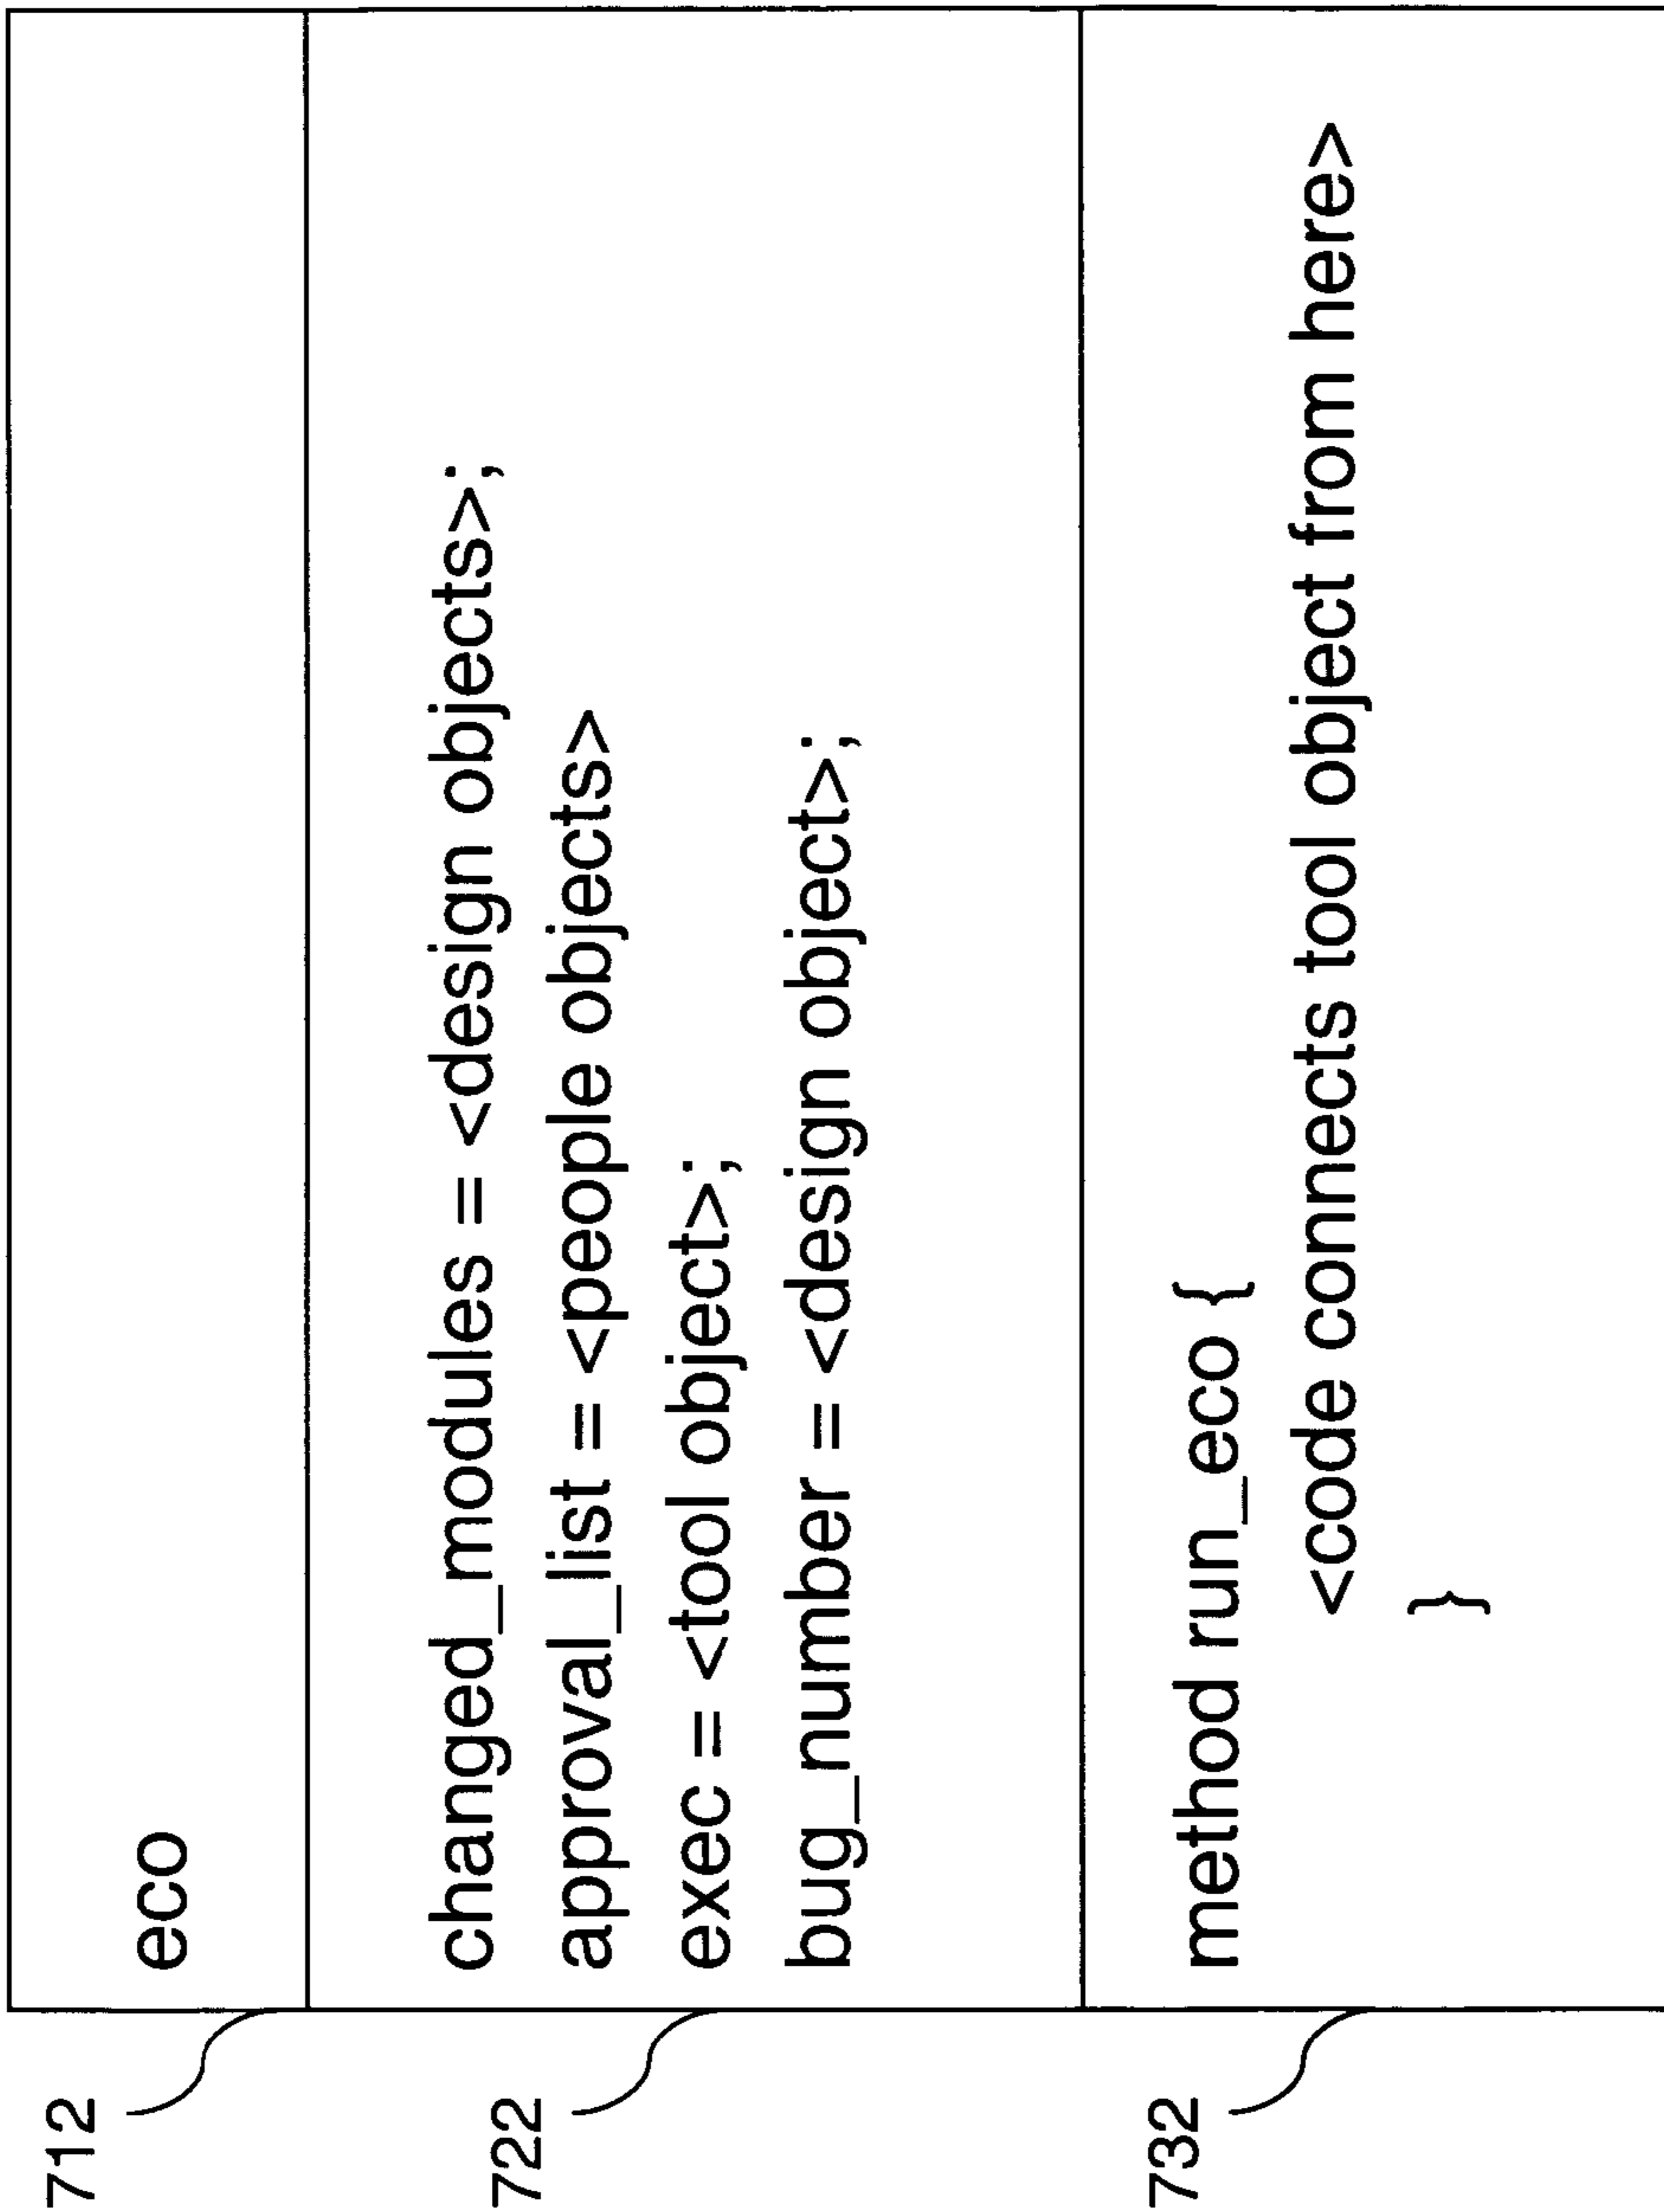 712
eco
722
changed_modules = <design objects>;
approval_list = <people objects>
exec = <tool object>;
bug_number = <design object>;
732
method run_eco {
<code connects tool object from here>
}